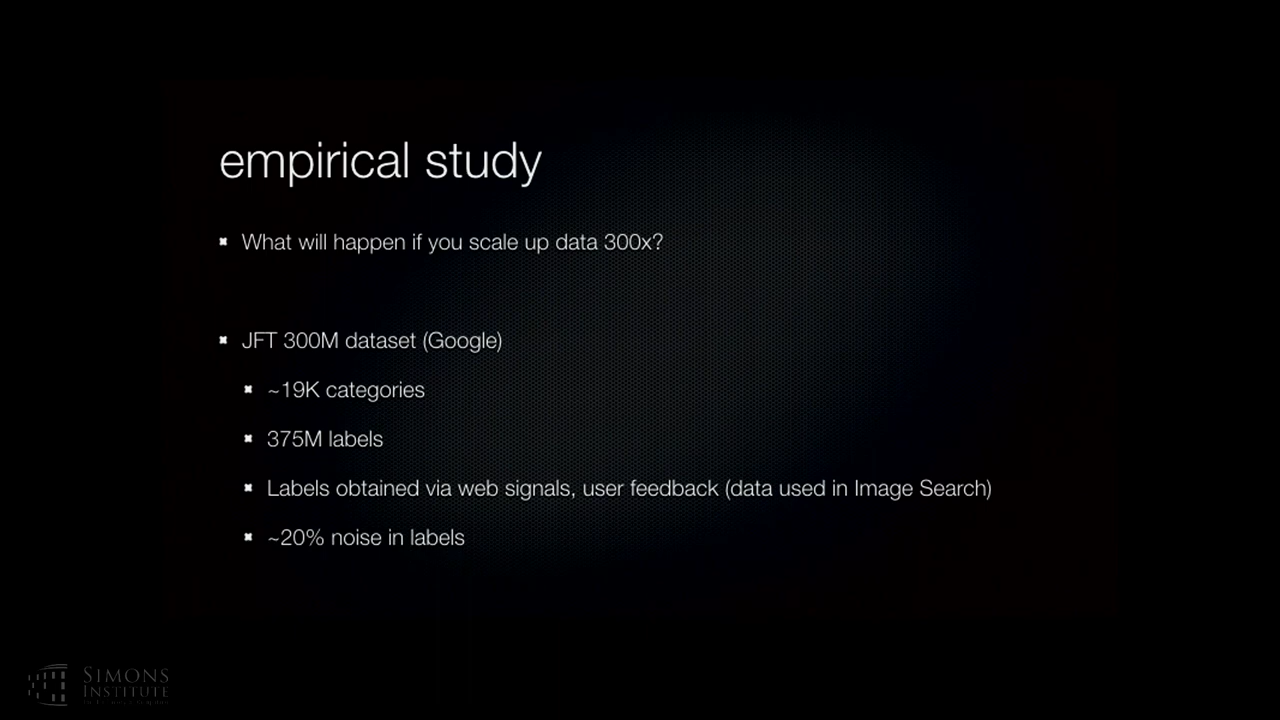 empirical study
What will happen if you scale up data 300x?
JFT 300M dataset (Google)
~19K categories
375M labels
Labels obtained via web signals, user feedback (data used in Image Search)
~20% noise in labels
SIMONS
INSTITUTE